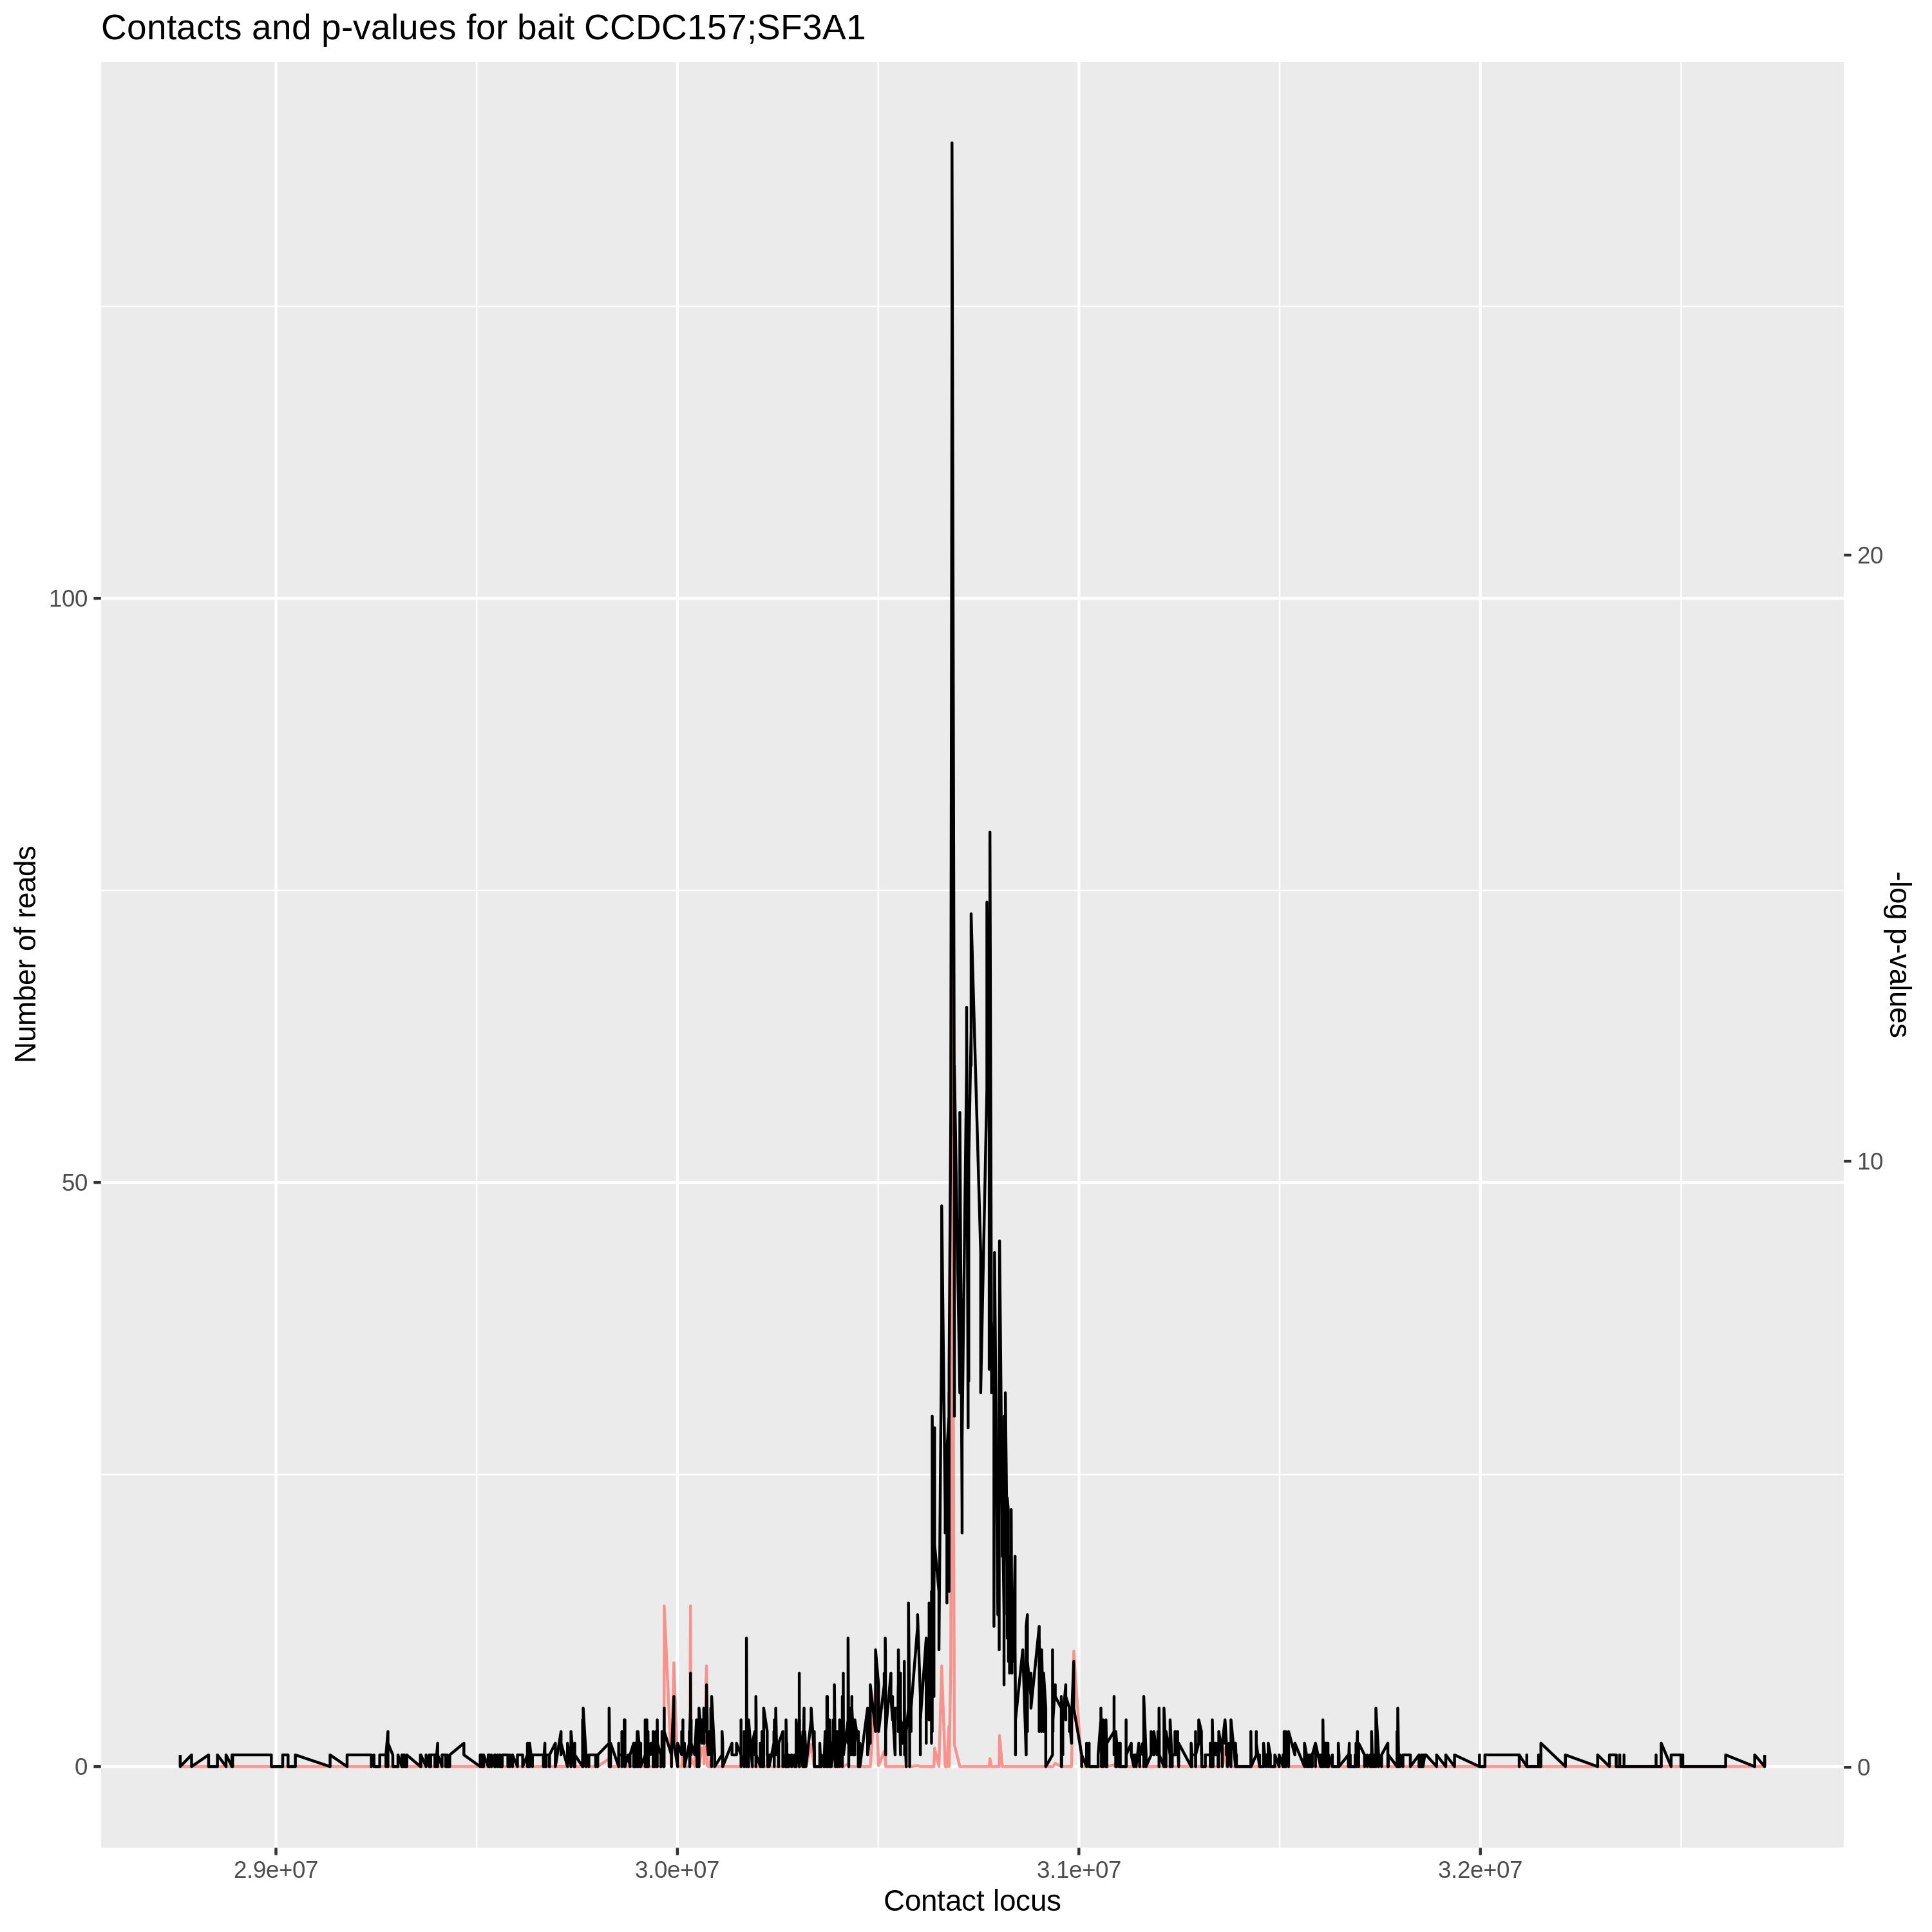 Contacts and p-values for bait CCDC157;SF3A1
Number of reads
100
50
0
20
10
0
-log p-values
2.9e+07
3.0e+07
3.1e+07
3.2e+07
Contact locus